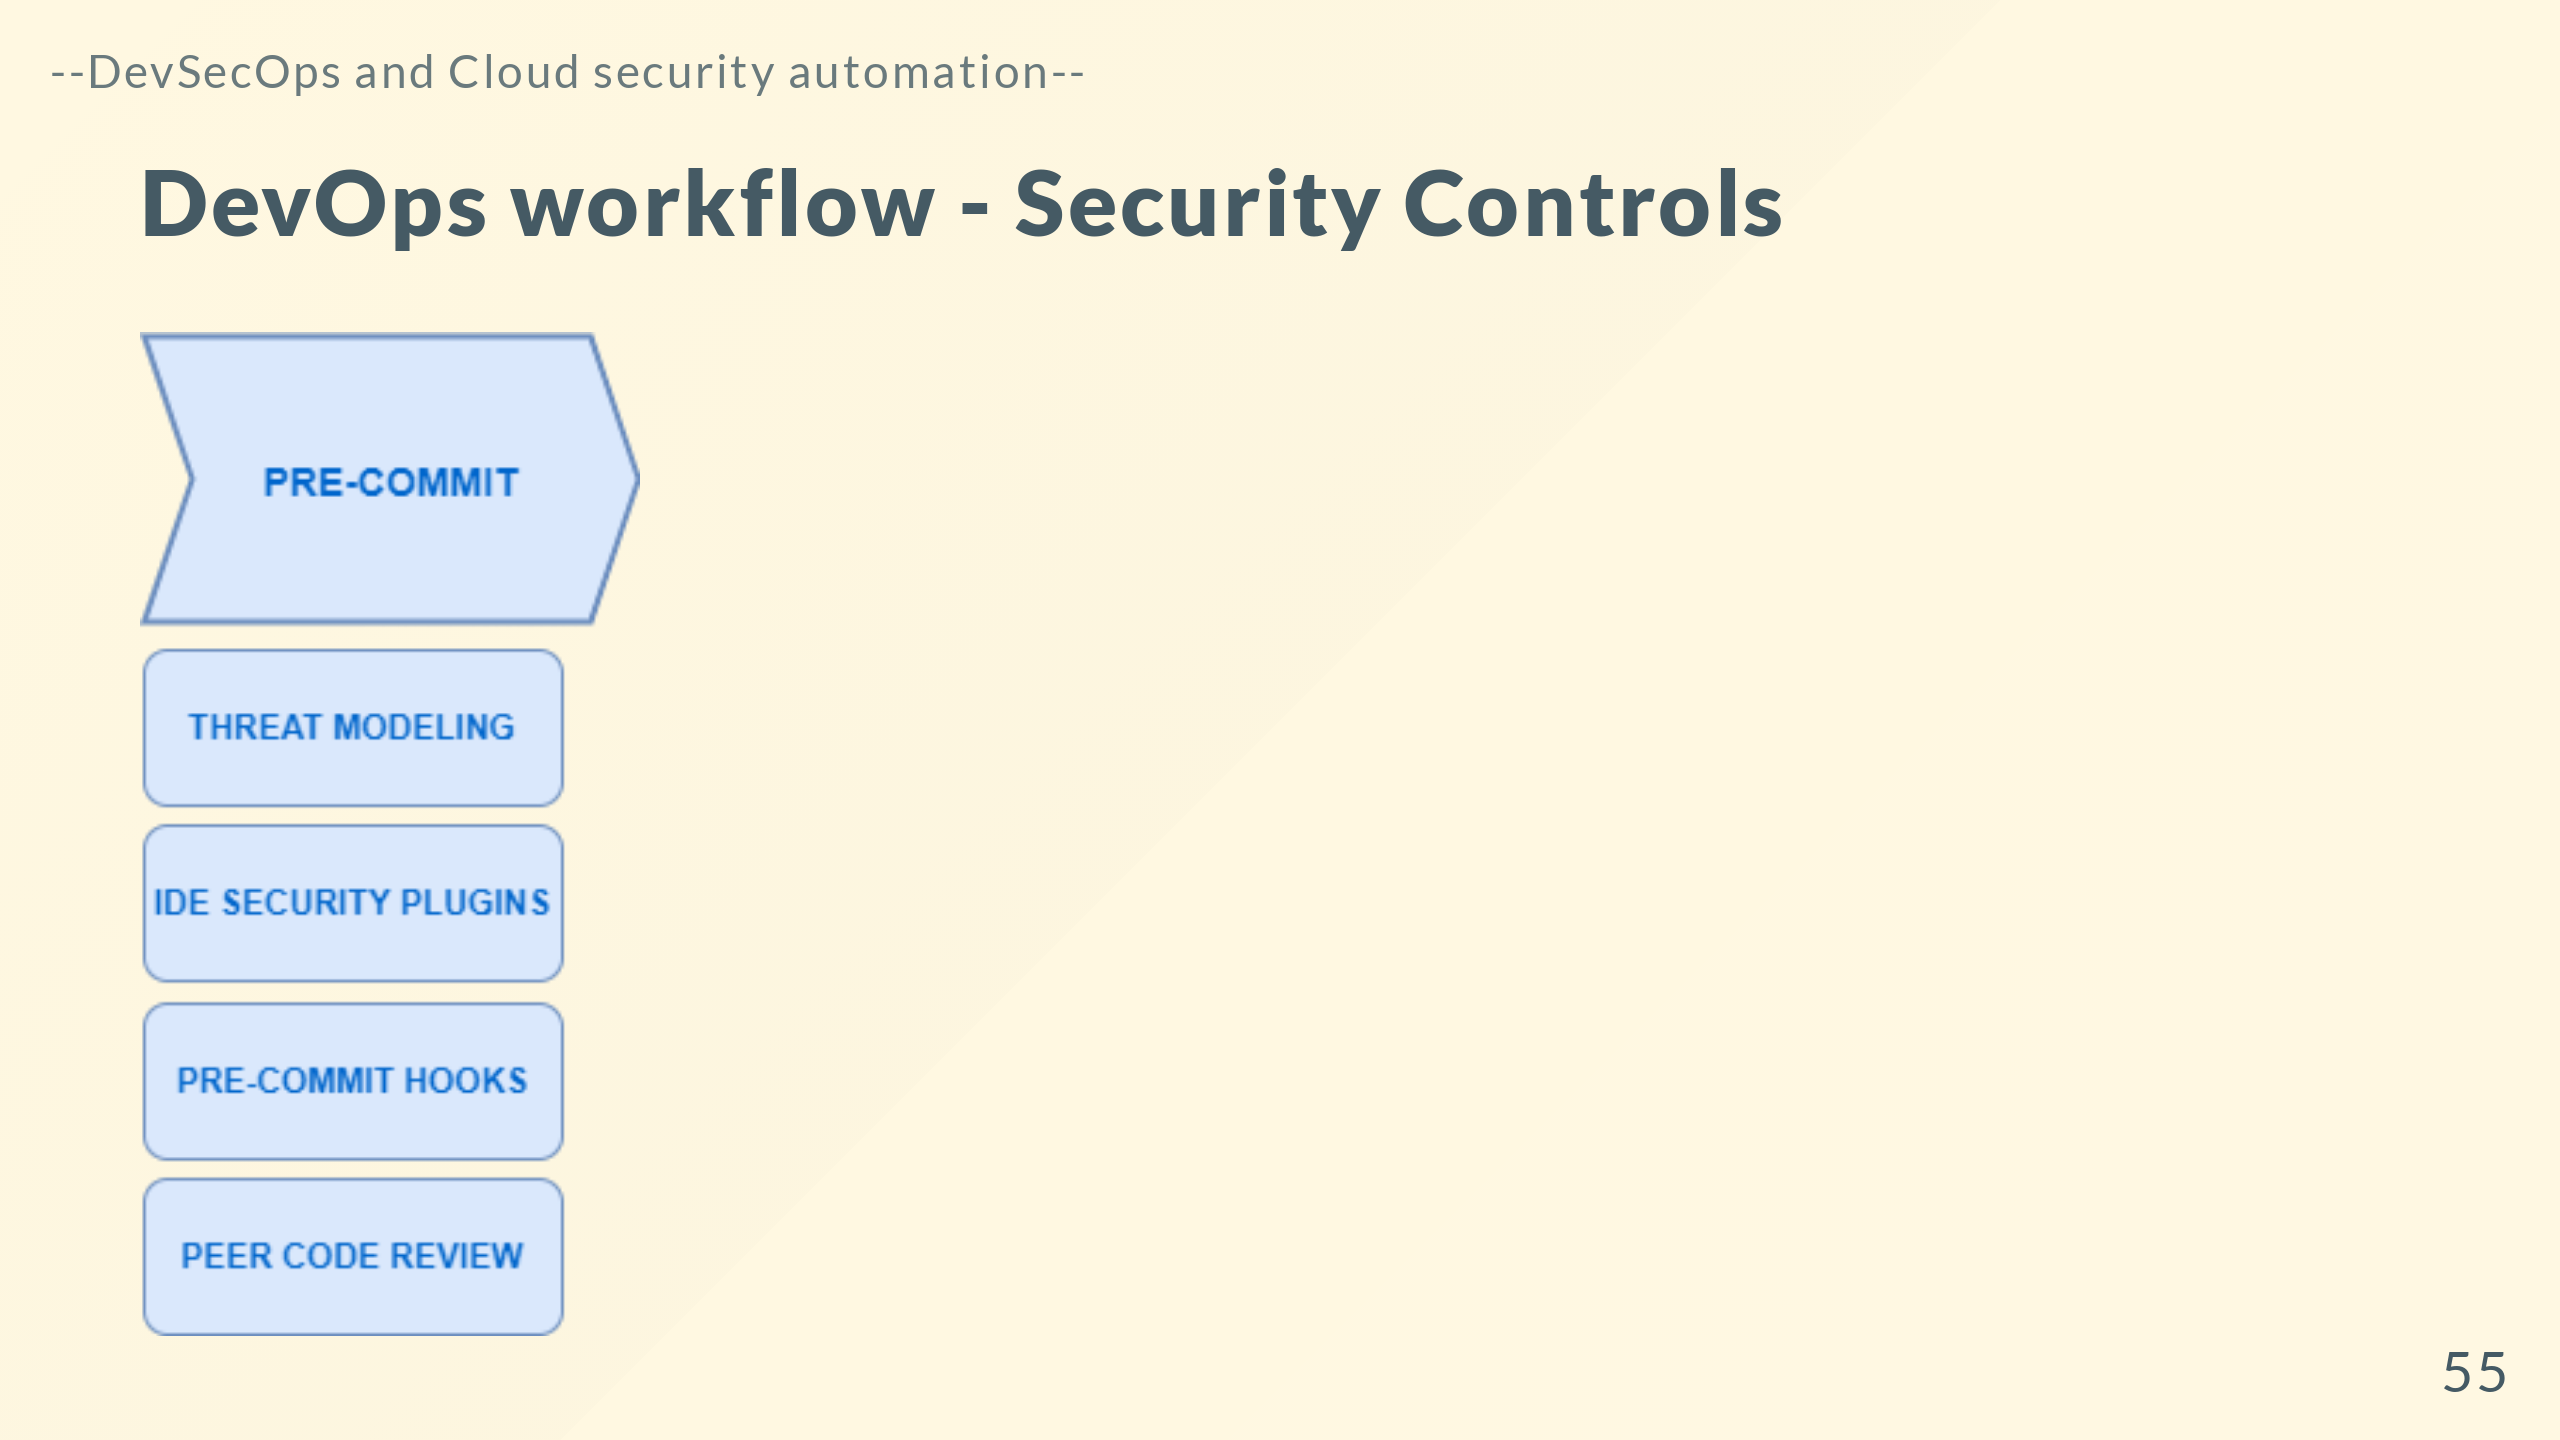 --DevSecOps and Cloud security automation--
DevOps workflow - Security Controls
PRE-COMMIT
THREAT MODELING
IDE SECURITY PLUGINS
PRE-COMMIT HOOKS
PEER CODE REVIEW
55